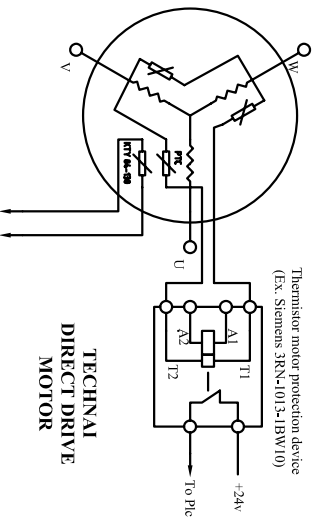 V
W
PTC
KTY 84-130
U
Thermistor motor protection device
(Ex. Siemens 3RN-1013-1BW10)
A1
A2
T1
T2
+24v
To Plc
TECHNAI
DIRECT DRIVE
MOTOR